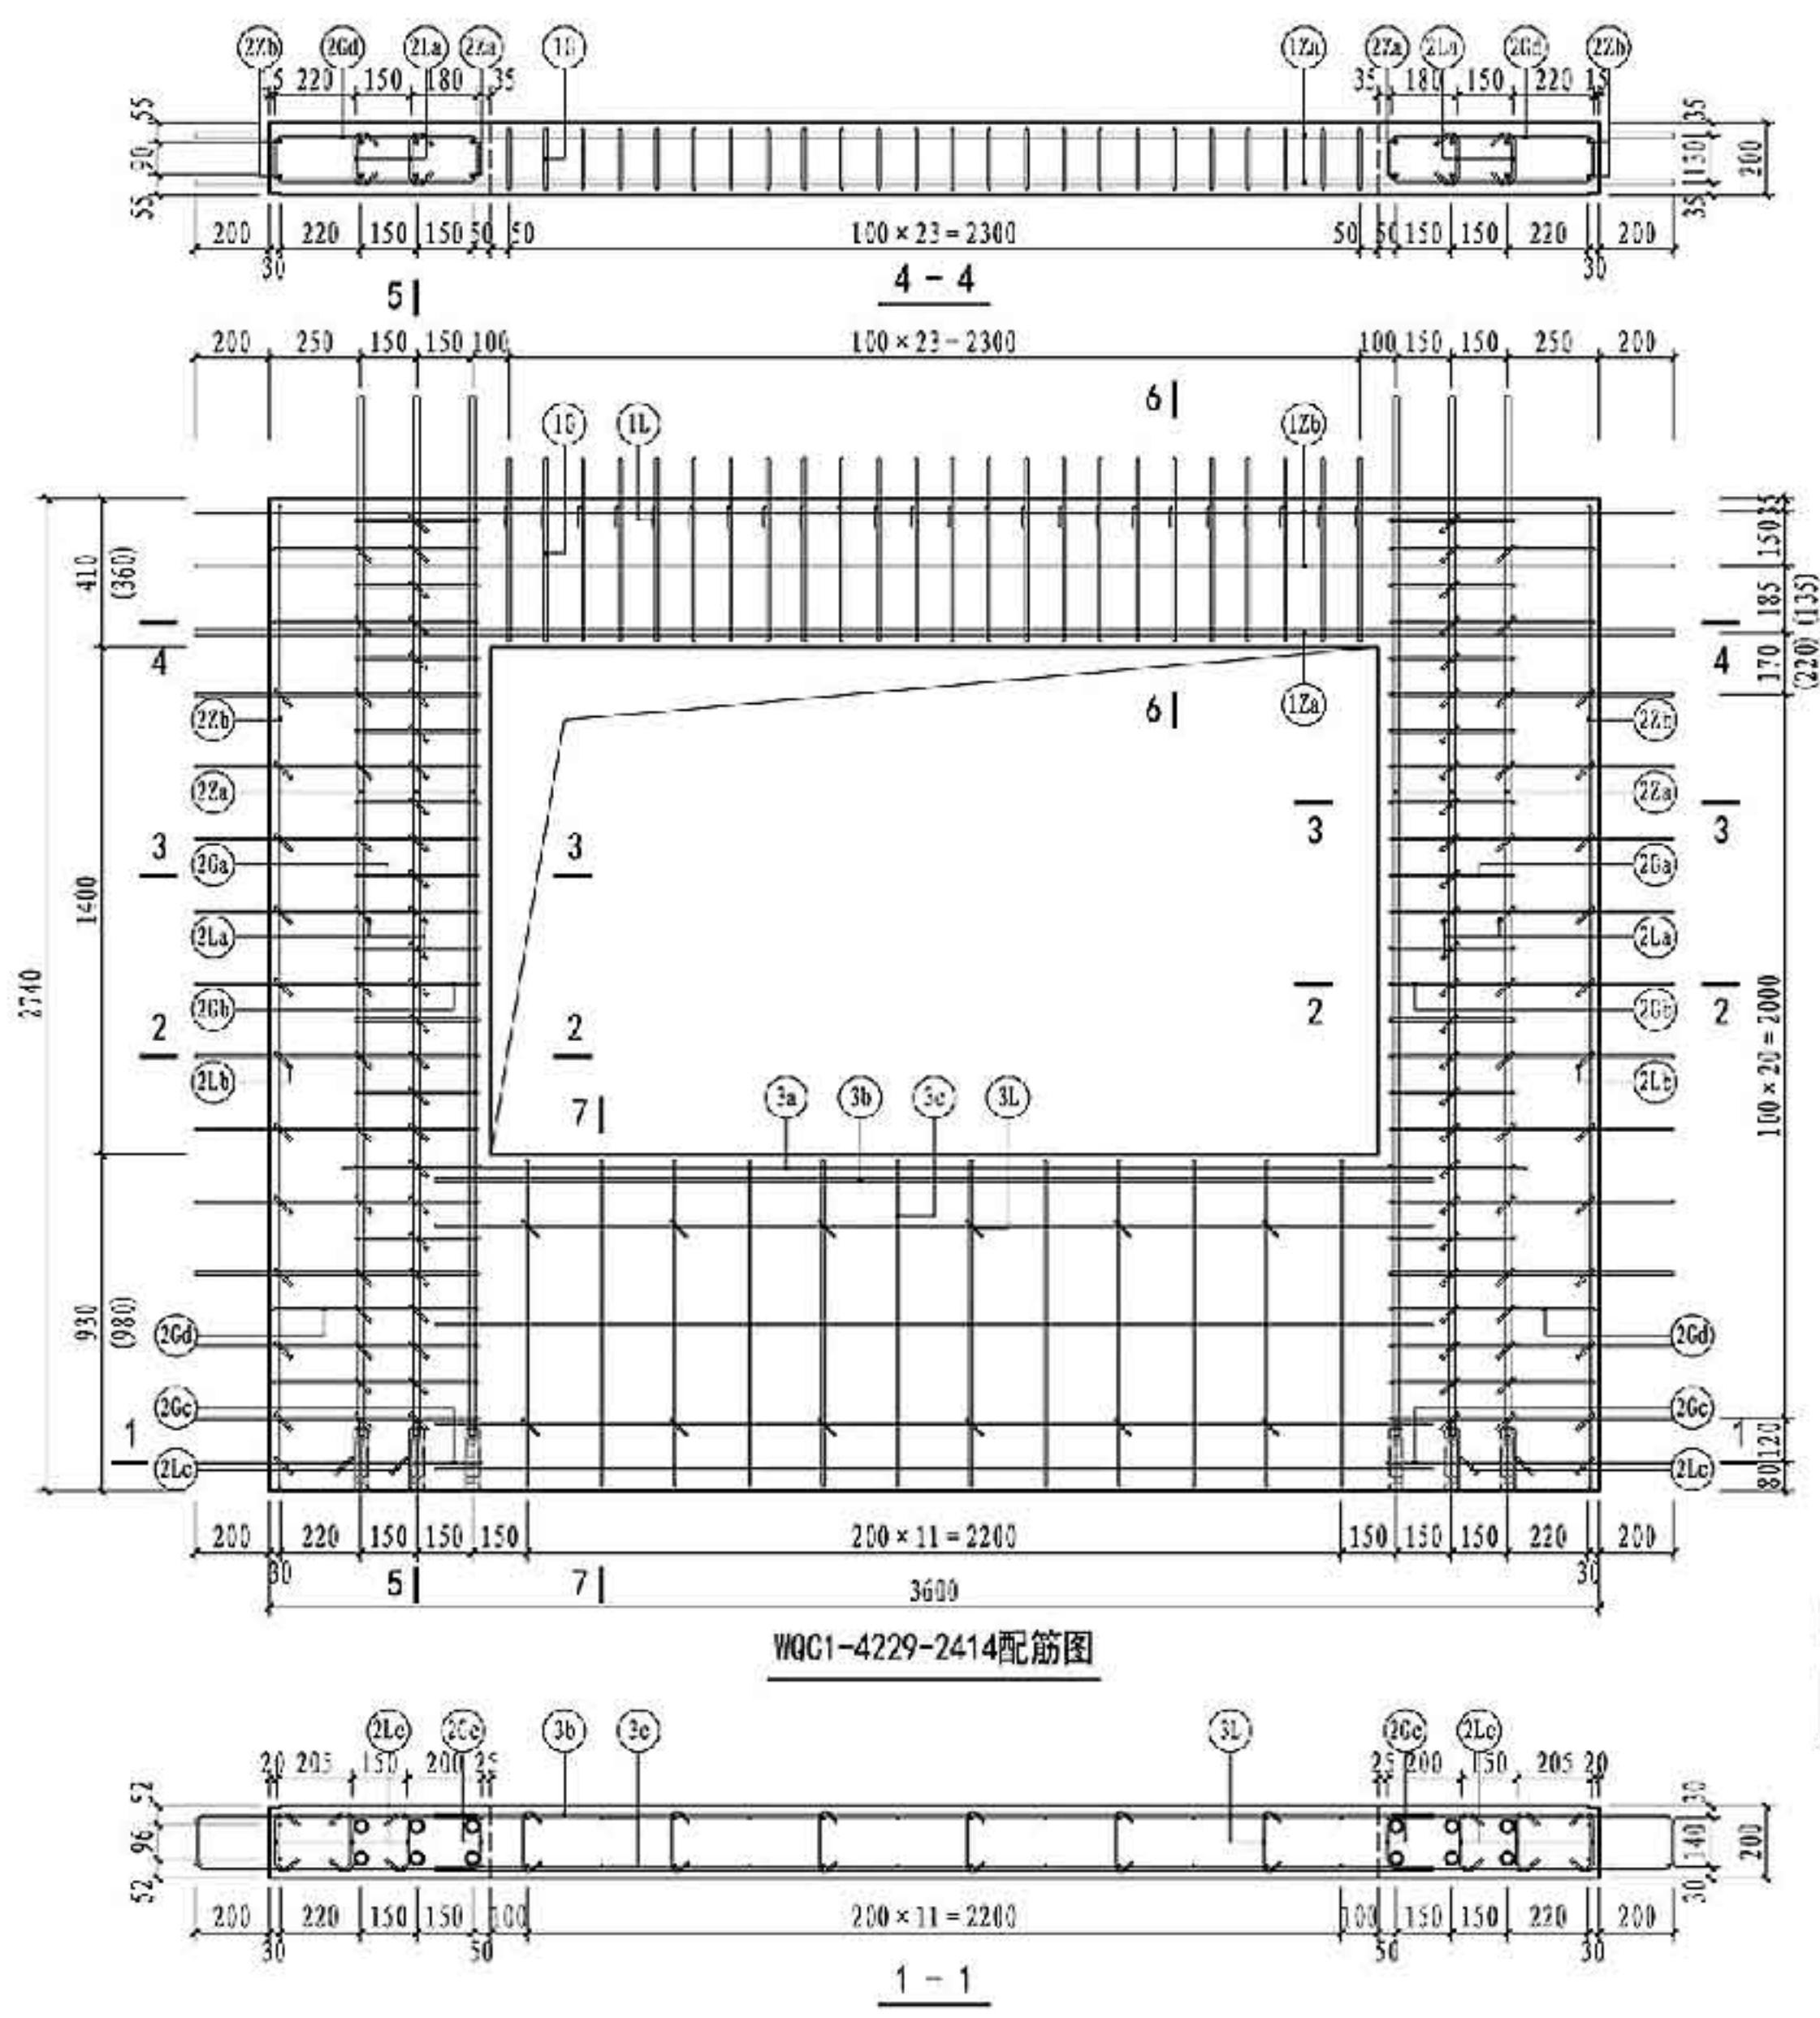 2Zb 2Gd 2La 2Za 1G 1Za 2Za 2La 2Gd 2Zb
5 220 150 180 35 35 180 150 220 15
55 90 55 35 130 35 200
200 30 220 150 150 50 50 100×23=2300 50 50 150 150 220 30 200
4-4
5 5
200 250 150 150 100 100×23=2300 100 150 150 250 200
6 6
1G 1L 1Zb
410 (360) 35 150 185 (135)
4 4
170 (220)
1Za
2Zb 2Zb
2Za 2Za
3 3 3 3
2Ga 2Ga
1400
2La 2La
2740
2Gb 2Gb
2 2 2 2
100×20=2000
2Lb 2Lb
7 3a 3b 3c 3L
930 (980)
2Gd 2Gd
2Gc 2Gc
1 1 120
2Lc 2Lc 80
200 30 220 150 150 150 200×11=2200 150 150 150 220 30 200
7
3600
WQC1-4229-2414配筋图
2Lc 2Gc 3b 3c 3L 2Gc 2Lc
20 205 150 200 25 25 200 150 205 20
52 96 52 30 140 30 200
200 30 220 150 150 50 100 200×11=2200 100 50 150 150 220 30 200
1-1